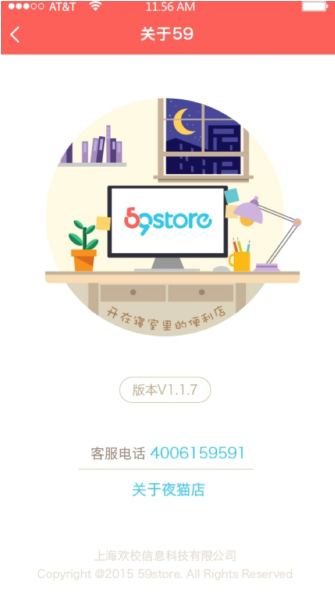 AT&T 11.56 AM
关于59
59store
开在寝室里的便利店
版本V1.1.7
客服电话 4006159591
关于夜猫店
上海欢校信息科技有限公司
Copyright @2015 59store. All Rights Reserved